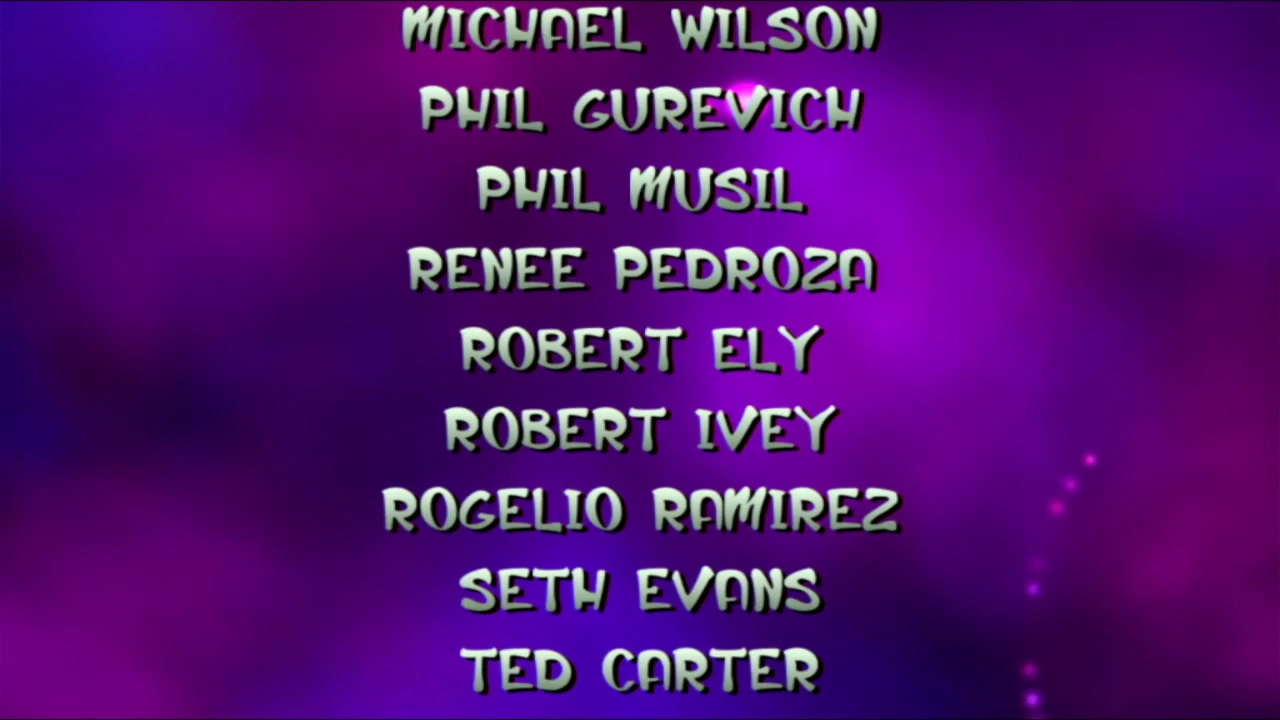 MICHAEL WILSON
PHIL GUREVICH
PHIL MUSIL
RENEE PEDROZA
ROBERT ELY
ROBERT IVEY
ROGELIO RAMIREZ
SETH EVANS
TED CARTER